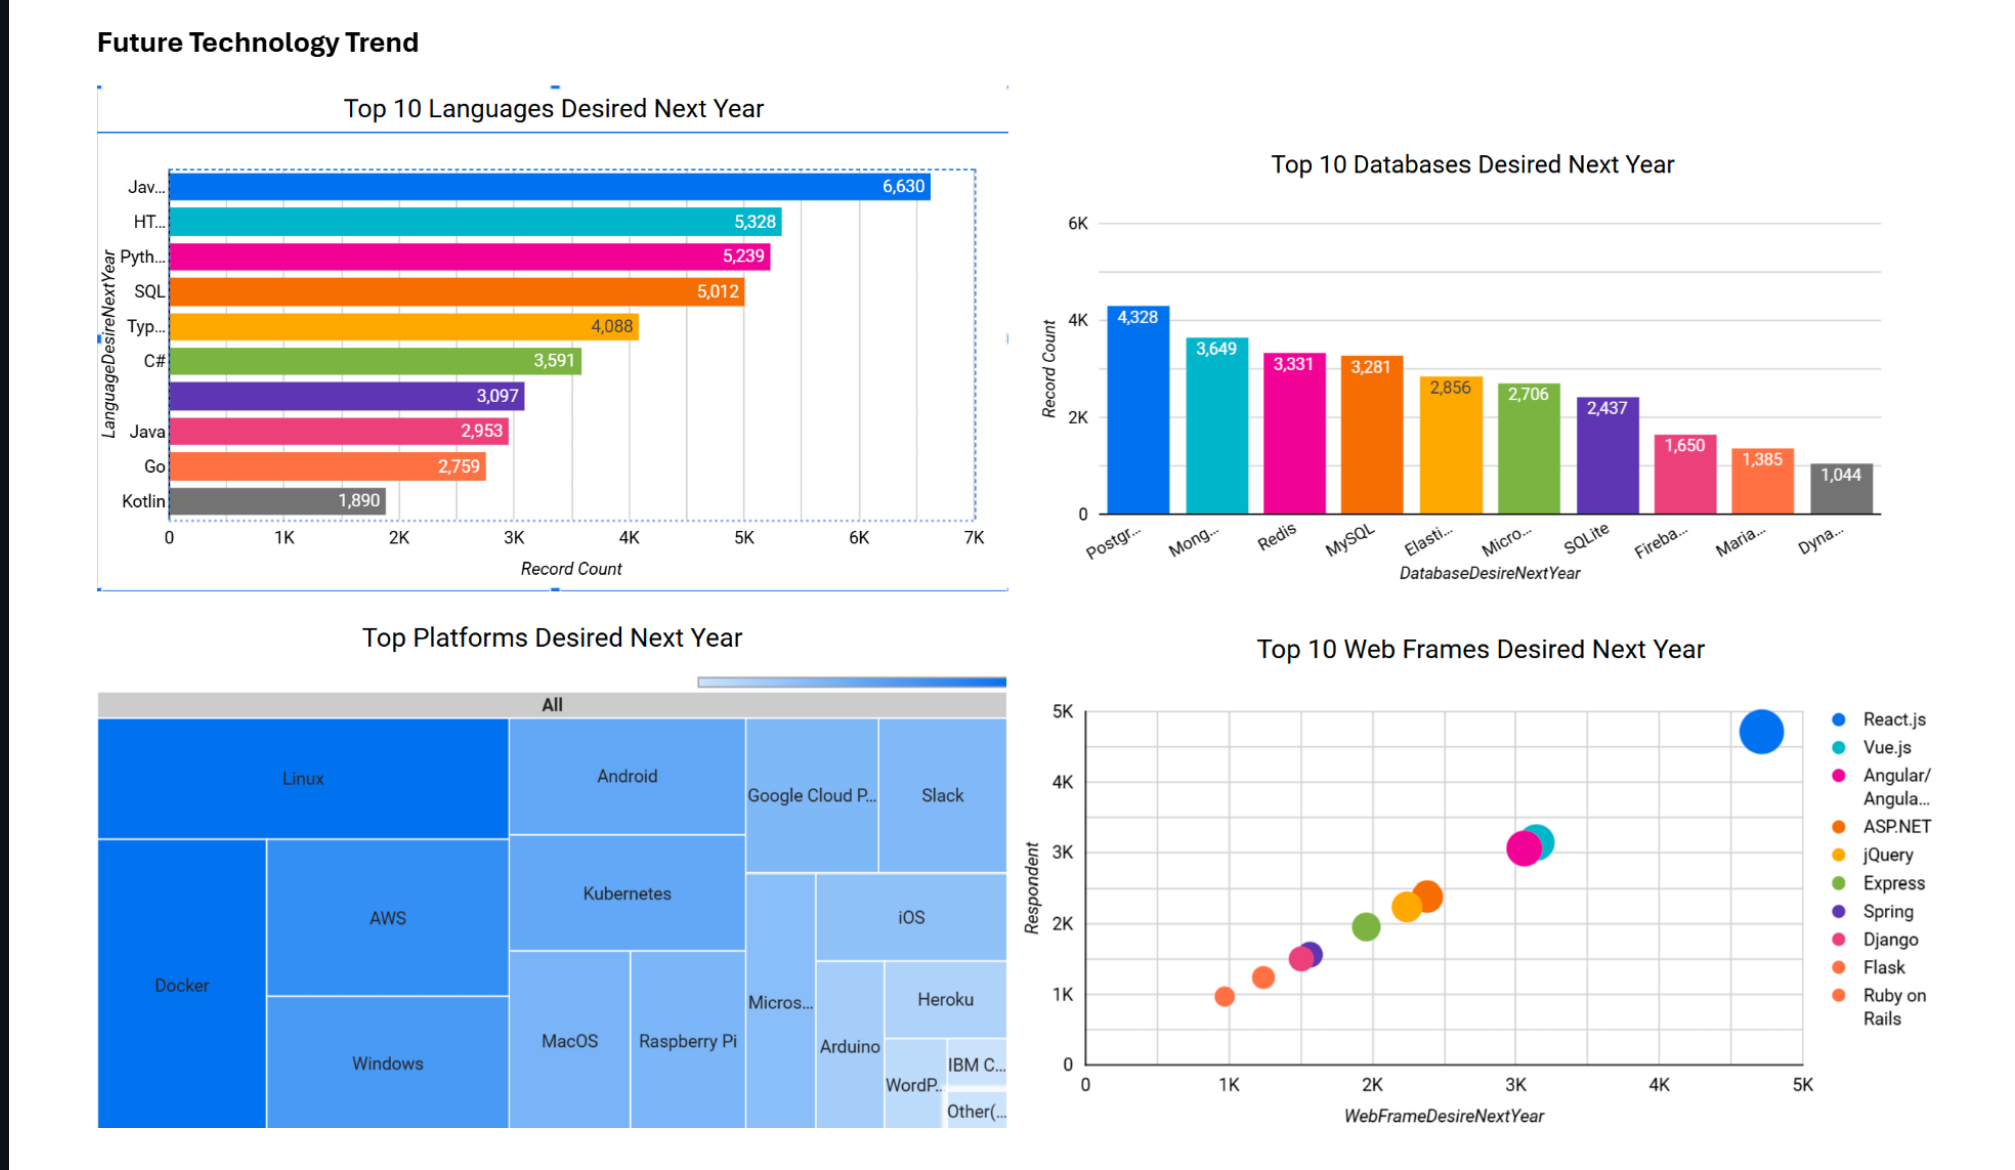 Future Technology Trend
Top 10 Languages Desired Next Year
LanguageDesireNextYear
Jav...
6,630
HT...
5,328
Pyth...
5,239
SQL
5,012
Typ...
4,088
C#
3,591
3,097
Java
2,953
Go
2,759
Kotlin
1,890
0 1K 2K 3K 4K 5K 6K 7K
Record Count
Top 10 Databases Desired Next Year
Record Count
6K
4K
2K
0
4,328 3,649 3,331 3,281 2,856 2,706 2,437 1,650 1,385 1,044
Postgr... Mong... Redis MySQL Elasti... Micro... SQLite Fireba... Maria... Dyna...
DatabaseDesireNextYear
Top Platforms Desired Next Year
All
Linux
Docker
AWS
Windows
Android
Kubernetes
MacOS
Raspberry Pi
Google Cloud P...
Slack
Micros...
iOS
Arduino
Heroku
WordP...
IBM C...
Other(...
Top 10 Web Frames Desired Next Year
Respondent
5K
4K
3K
2K
1K
0
0 1K 2K 3K 4K 5K
WebFrameDesireNextYear
React.js
Vue.js
Angular/
Angula...
ASP.NET
jQuery
Express
Spring
Django
Flask
Ruby on
Rails